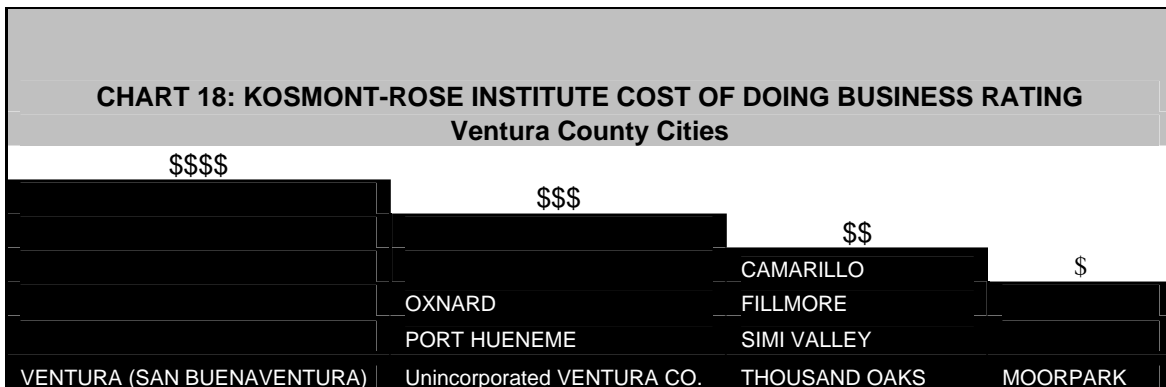 CHART 18: KOSMONT-ROSE INSTITUTE COST OF DOING BUSINESS RATING
Ventura County Cities
$$$$
$$$
$$
$
CAMARILLO
OXNARD FILLMORE
PORT HUENEME SIMI VALLEY
VENTURA (SAN BUENAVENTURA) Unincorporated VENTURA CO. THOUSAND OAKS MOORPARK